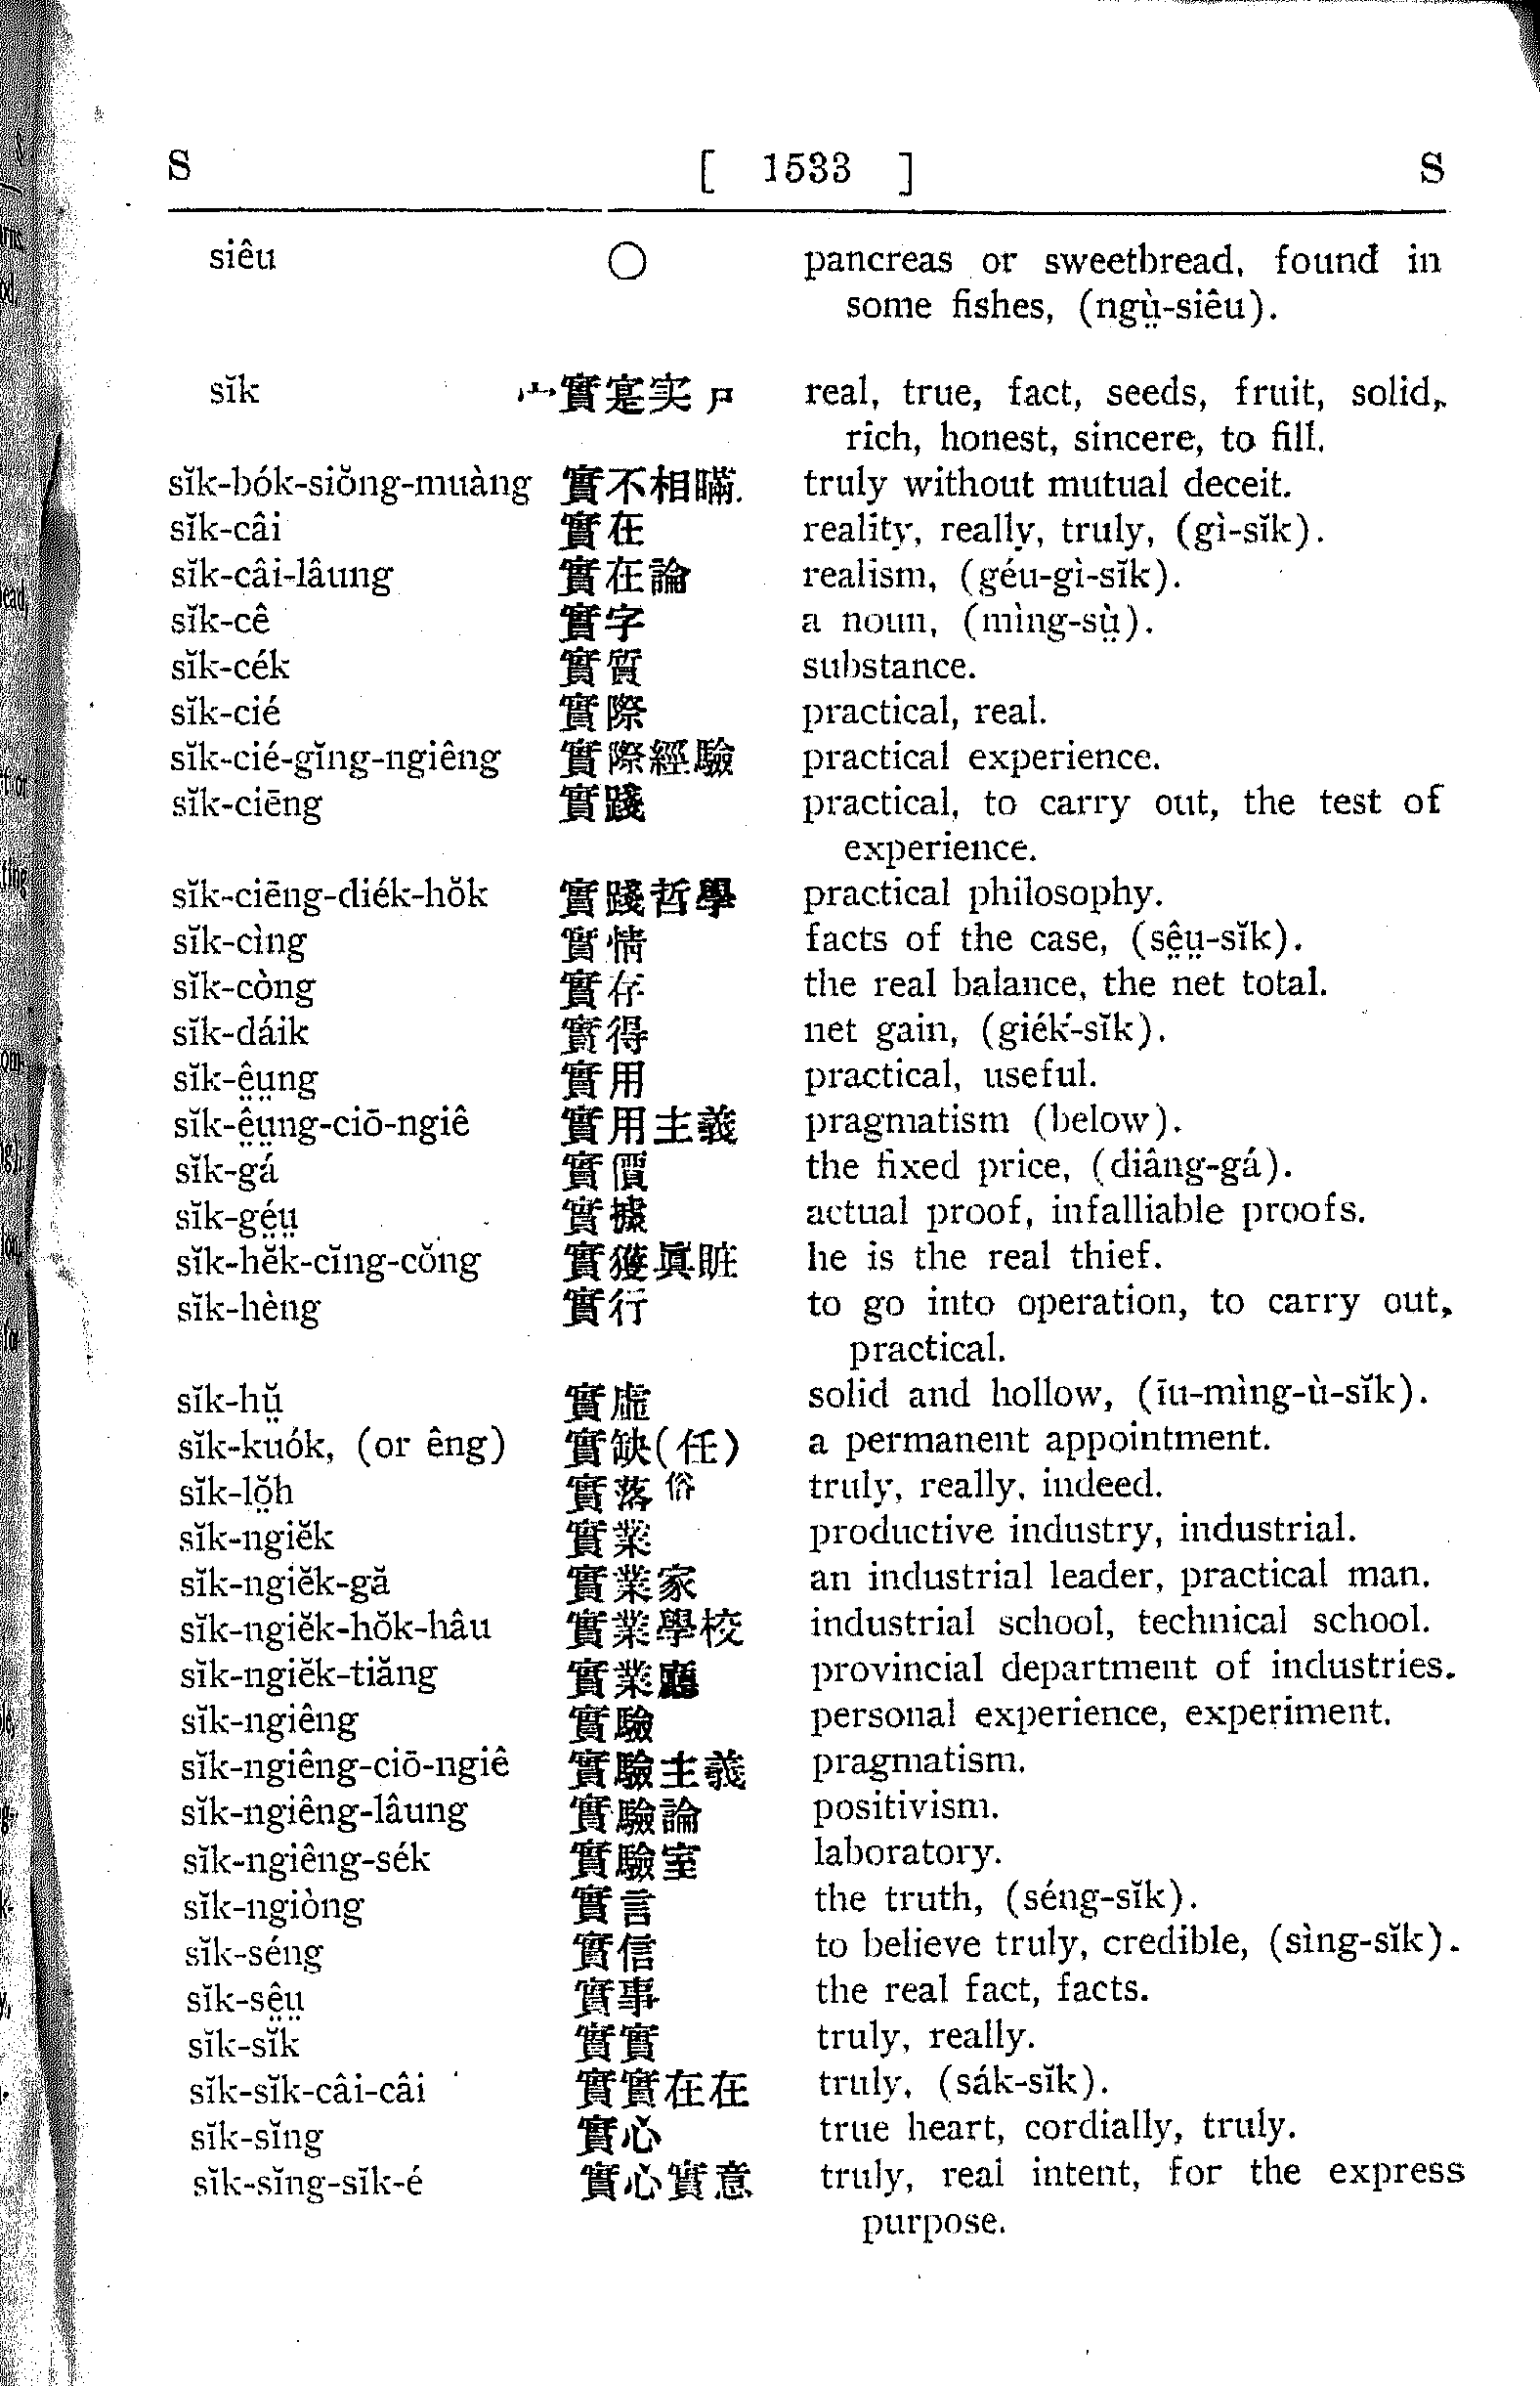 S [ 1533 ] S
siêu ○ pancreas or sweetbread, found in
some fishes, (ngṳ̀-siêu).
sĭk 宀實寔实尸 real, true, fact, seeds, fruit, solid,
rich, honest, sincere, to fill.
sĭk-bók-siŏng-muàng 實不相瞞. truly without mutual deceit.
sĭk-câi 實在 reality, really, truly, (gì-sĭk).
sĭk-câi-lâung 實在論 realism, (géu-gì-sĭk).
sĭk-cê 實字 a noun, (mìng-sṳ̀).
sĭk-cék 實質 substance.
sĭk-cié 實際 practical, real.
sĭk-cié-gĭng-ngiêng 實際經驗 practical experience.
sĭk-ciēng 實踐 practical, to carry out, the test of
experience.
sĭk-ciēng-diék-hŏk 實踐哲學 practical philosophy.
sĭk-cìng 實情 facts of the case, (sê̤ṳ-sĭk).
sĭk-còng 實存 the real balance, the net total.
sĭk-dáik 實得 net gain, (giék-sĭk).
sĭk-ê̤ṳng 實用 practical, useful.
sĭk-ê̤ṳng-ciō-ngiê 實用主義 pragmatism (below).
sĭk-gá 實價 the fixed price, (diâng-gá).
sĭk-gé̤ṳ 實據 actual proof, infalliable proofs.
sĭk-hĕk-cĭng-cŏng 實獲眞賍 he is the real thief.
sĭk-hèng 實行 to go into operation, to carry out,
practical.
sĭk-hṳ̆ 實虛 solid and hollow, (īu-mìng-ù-sĭk).
sĭk-kuók, (or êng) 實缺(任) a permanent appointment.
sĭk-lŏ̤h 實落俗 truly, really, indeed.
sĭk-ngiĕk 實業 productive industry, industrial.
sĭk-ngiĕk-gă 實業家 an industrial leader, practical man.
sĭk-ngiĕk-hŏk-hâu 實業學校 industrial school, technical school.
sĭk-ngiĕk-tiăng 實業廳 provincial department of industries.
sĭk-ngiêng 實驗 personal experience, experiment.
sĭk-ngiêng-ciō-ngiê 實驗主義 pragmatism.
sĭk-ngiêng-lâung 實驗論 positivism.
sĭk-ngiêng-sék 實驗室 laboratory.
sĭk-ngiòng 實言 the truth, (séng-sĭk).
sĭk-séng 實信 to believe truly, credible, (sìng-sĭk).
sĭk-sê̤ṳ 實事 the real fact, facts.
sĭk-sĭk 實實 truly, really.
sĭk-sĭk-câi-câi 實實在在 truly, (sák-sĭk).
sĭk-sĭng 實心 true heart, cordially, truly.
sĭk-sĭng-sĭk-é 實心實意 truly, real intent, for the express
purpose.